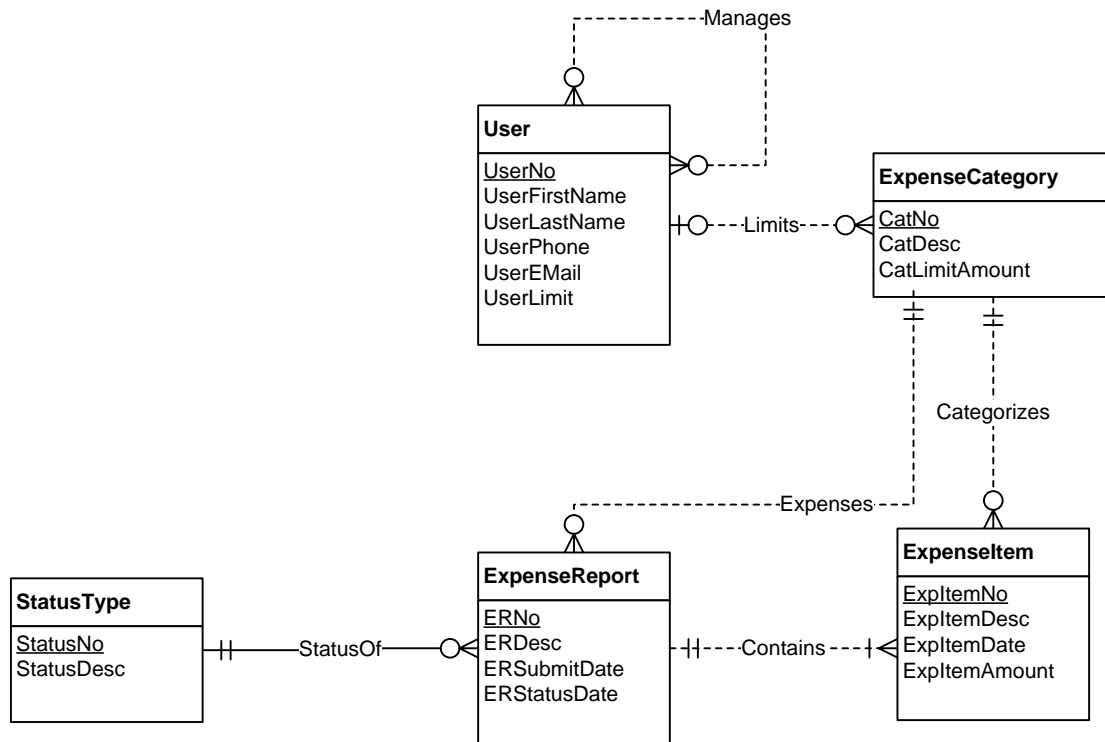 Manages
User
UserNo
UserFirstName
UserLastName
UserPhone
UserEMail
UserLimit
Limits
ExpenseCategory
CatNo
CatDesc
CatLimitAmount
Categorizes
Expenses
StatusType
StatusNo
StatusDesc
StatusOf
ExpenseReport
ERNo
ERDesc
ERSubmitDate
ERStatusDate
Contains
ExpenseItem
ExpItemNo
ExpItemDesc
ExpItemDate
ExpItemAmount